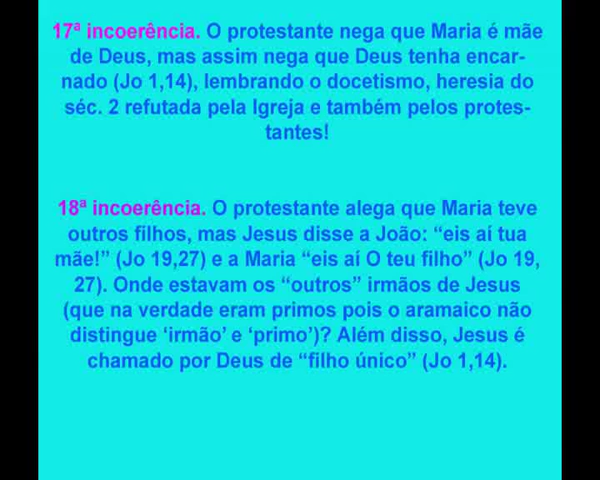 17ª incoerência. O protestante nega que Maria é mãe
de Deus, mas assim nega que Deus tenha encar-
nado (Jo 1,14), lembrando o docetismo, heresia do
séc. 2 refutada pela Igreja e também pelos protes-
tantes!
18ª incoerência. O protestante alega que Maria teve
outros filhos, mas Jesus disse a João: “eis aí tua
mãe!” (Jo 19,27) e a Maria “eis aí O teu filho” (Jo 19,
27). Onde estavam os “outros” irmãos de Jesus
(que na verdade eram primos pois o aramaico não
distingue ‘irmão’ e ‘primo’)? Além disso, Jesus é
chamado por Deus de “filho único” (Jo 1,14).